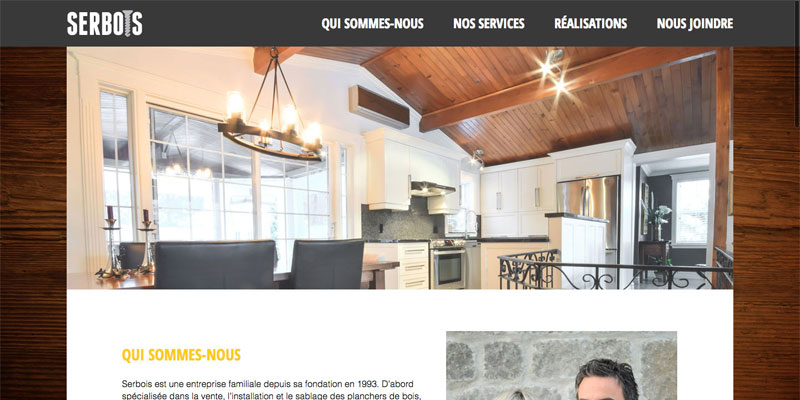 SERBOIS
QUI SOMMES-NOUS
NOS SERVICES
RÉALISATIONS
NOUS JOINDRE
QUI SOMMES-NOUS
Serbois est une entreprise familiale depuis sa fondation en 1993. D'abord
spécialisée dans la vente, l'installation et le sablage des planchers de bois,